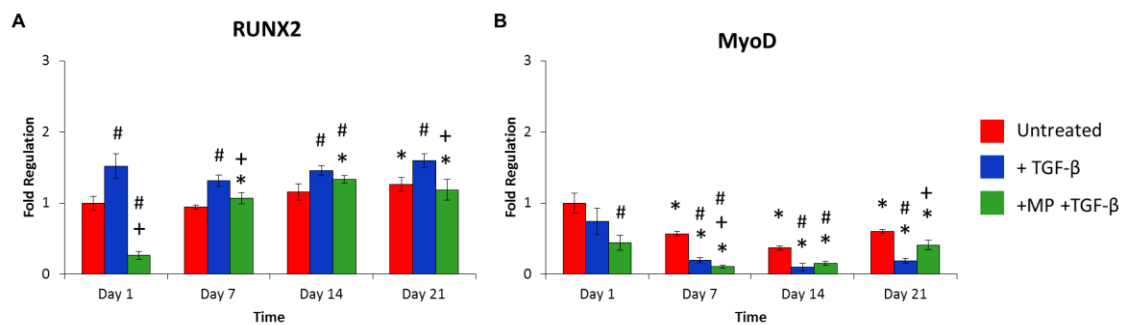 A
RUNX2
3
2
1
0
Fold Regulation
#
#
+
#
+
*
#
#
*
*
#
+
*
Day 1
Day 7
Day 14
Day 21
Time
B
MyoD
3
2
1
0
Fold Regulation
#
*
#
*
#
+
*
*
#
*
#
*
*
#
*
+
*
Day 1
Day 7
Day 14
Day 21
Time
Untreated
+ TGF-β
+MP +TGF-β